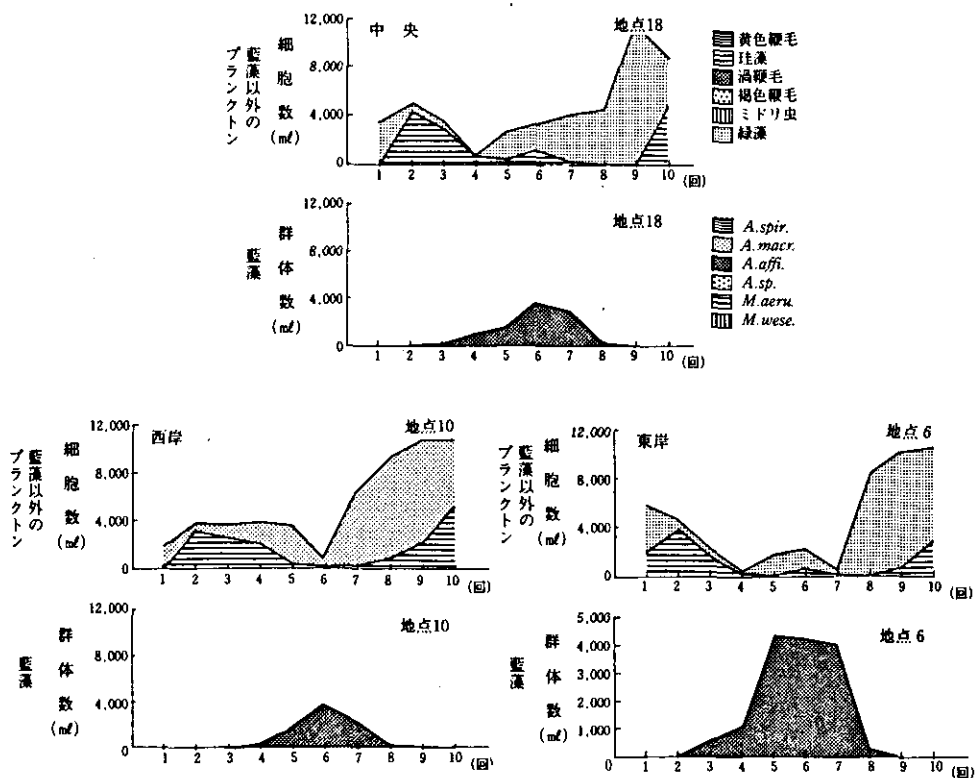 中央
地点18
藍藻以外の
プランクトン
細胞数
(mℓ)
12,000
8,000
4,000
0
1 2 3 4 5 6 7 8 9 10 (回)
黄色鞭毛
珪藻
渦鞭毛
褐色鞭毛
ミドリ虫
緑藻
地点18
藍藻
群体数
(mℓ)
12,000
8,000
4,000
0
1 2 3 4 5 6 7 8 9 10 (回)
A.spir.
A.macr.
A.affi.
A.sp.
M.aeru.
M.wese.
西岸
地点10
藍藻以外の
プランクトン
細胞数
(mℓ)
12,000
8,000
4,000
0
1 2 3 4 5 6 7 8 9 10 (回)
東岸
地点6
藍藻以外の
プランクトン
細胞数
(mℓ)
12,000
8,000
4,000
0
1 2 3 4 5 6 7 8 9 10 (回)
地点10
藍藻
群体数
(mℓ)
12,000
8,000
4,000
0
1 2 3 4 5 6 7 8 9 10 (回)
地点6
藍藻
群体数
(mℓ)
5,000
4,000
3,000
2,000
1,000
0
0 1 2 3 4 5 6 7 8 9 10 (回)